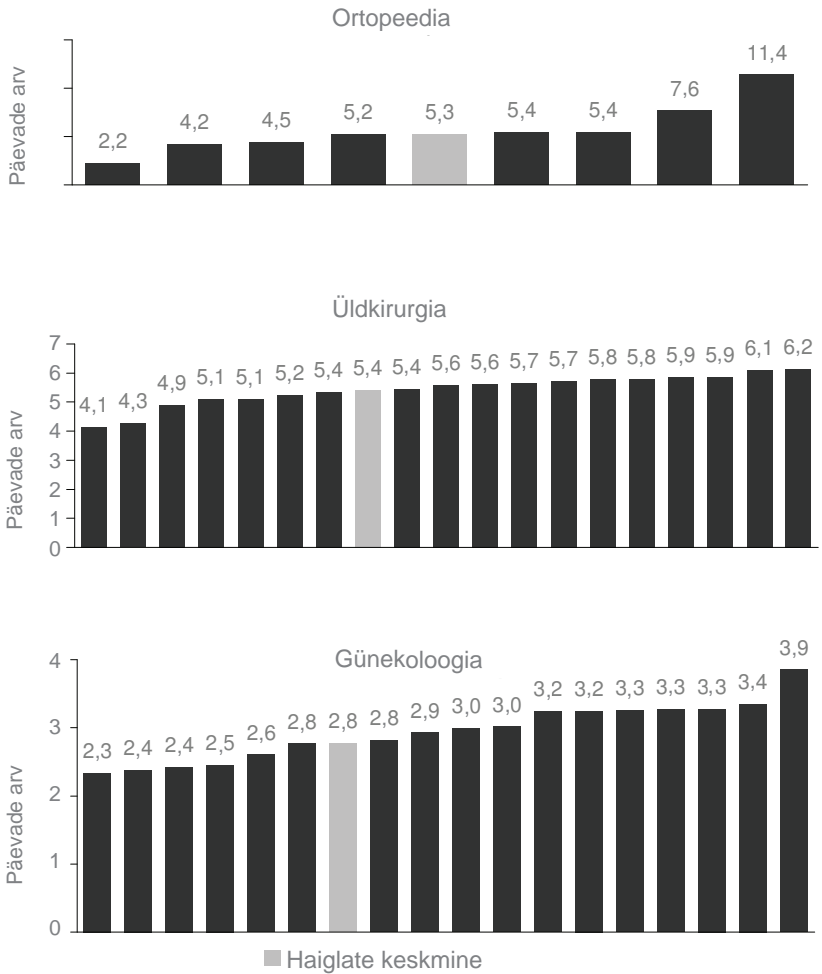 Ortopeedia
Päevade arv
2,2 4,2 4,5 5,2 5,3 5,4 5,4 7,6 11,4
Üldkirurgia
Päevade arv
7
6
5
4
3
2
1
0
4,1 4,3 4,9 5,1 5,1 5,2 5,4 5,4 5,4 5,6 5,6 5,7 5,7 5,8 5,8 5,9 5,9 6,1 6,2
Günekoloogia
Päevade arv
4
3
2
1
0
2,3 2,4 2,4 2,5 2,6 2,8 2,8 2,8 2,9 3,0 3,0 3,2 3,2 3,3 3,3 3,3 3,4 3,9
Haiglate keskmine